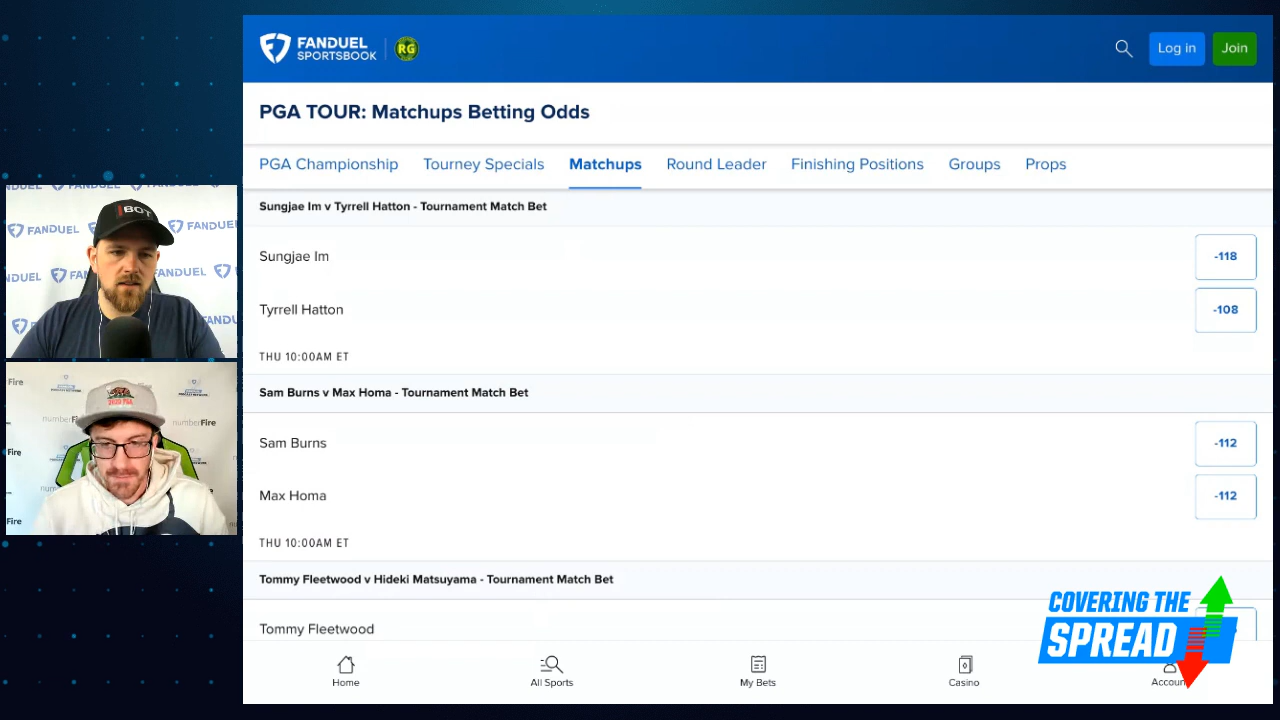 FANDUEL
SPORTSBOOK
RG
Log in
Join
PGA TOUR: Matchups Betting Odds
PGA Championship
Tourney Specials
Matchups
Round Leader
Finishing Positions
Groups
Props
Sungjae Im v Tyrrell Hatton - Tournament Match Bet
Sungjae Im
-118
Tyrrell Hatton
-108
THU 10:00AM ET
Sam Burns v Max Homa - Tournament Match Bet
Sam Burns
-112
Max Homa
-112
THU 10:00AM ET
Tommy Fleetwood v Hideki Matsuyama - Tournament Match Bet
Tommy Fleetwood
Home
All Sports
My Bets
Casino
COVERING THE
SPREAD
FANDUEL
FANDUEL
FANDUEL
BOT
numberFire